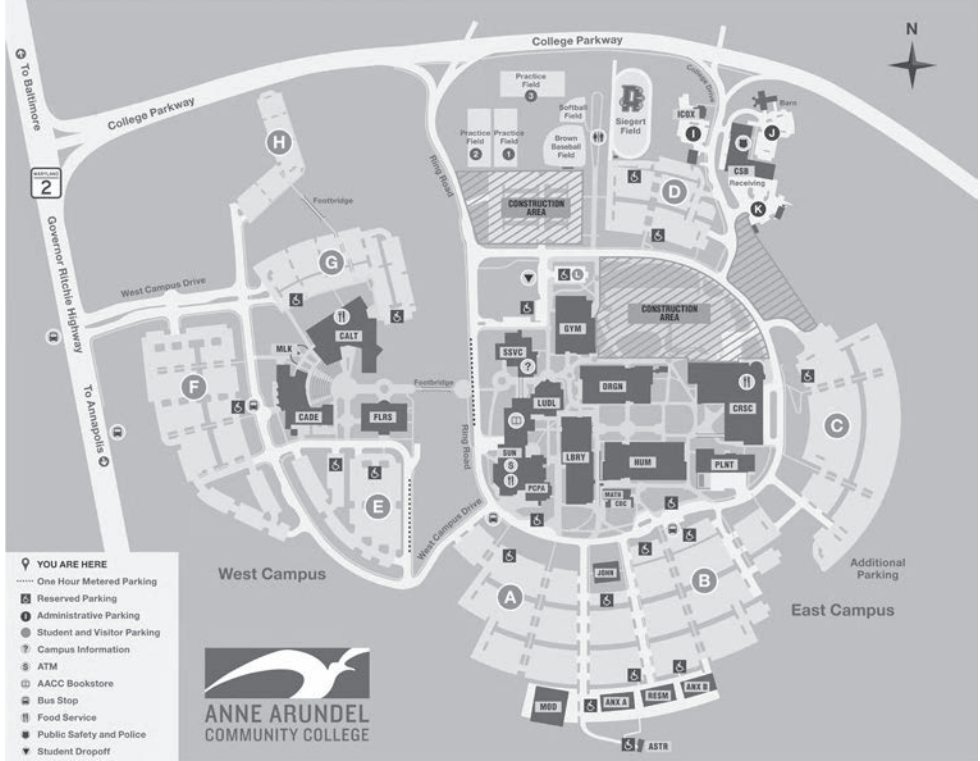 College Parkway
N
To Baltimore
College Parkway
College Drive
Practice
Field
3
Softball
Field
Siegert
Field
ICOX
I
Barn
J
H
Practice
Field
2
Practice
Field
1
Brown
Baseball
Field
CSB
Receiving
MARYLAND
2
Ring Road
D
K
Footbridge
CONSTRUCTION
AREA
Governor Ritchie Highway
G
West Campus Drive
L
CONSTRUCTION
AREA
CALT
GYM
MLK
SSVC
?
F
Footbridge
DRGN
CRSC
LUDL
CADE
FLRS
C
To Annapolis
Ring Road
SUN
S
LBRY
HUM
PLNT
PCPA
MATH
CEC
E
West Campus Drive
JOHN
A
B
Additional
Parking
West Campus
East Campus
MOD
ANX A
RESM
ANX B
ASTR
YOU ARE HERE
One Hour Metered Parking
Reserved Parking
Administrative Parking
Student and Visitor Parking
Campus Information
ATM
AACC Bookstore
Bus Stop
Food Service
Public Safety and Police
Student Dropoff
ANNE ARUNDEL
COMMUNITY COLLEGE